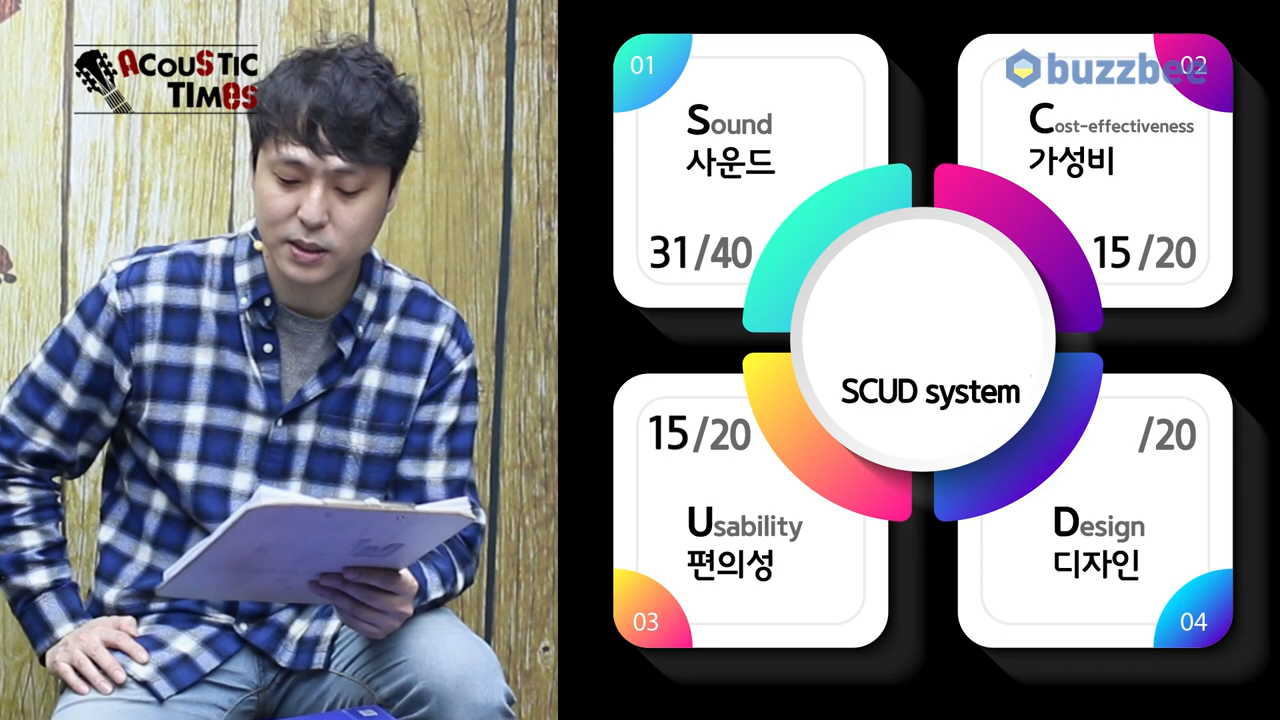 ACOUSTIC
TIMES
01
Sound
사운드
31/40
buzzbee
02
Cost-effectiveness
가성비
15/20
SCUD system
15/20
Usability
편의성
03
/20
Design
디자인
04